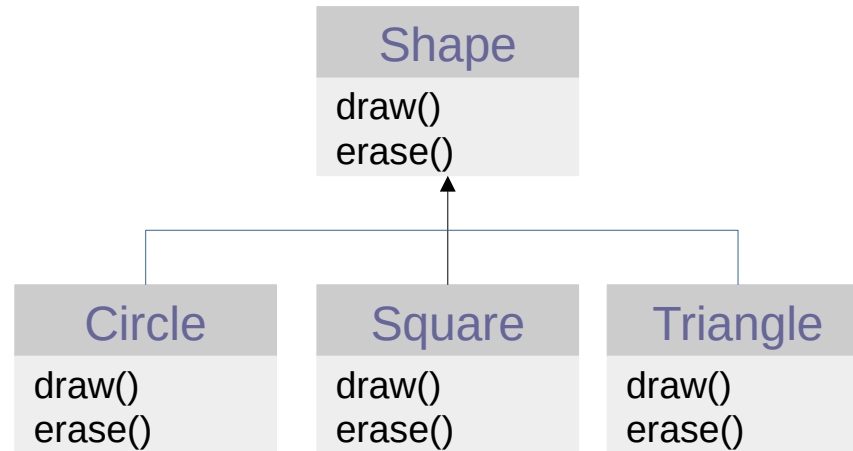 Shape
draw()
erase()
Circle
draw()
erase()
Square
draw()
erase()
Triangle
draw()
erase()